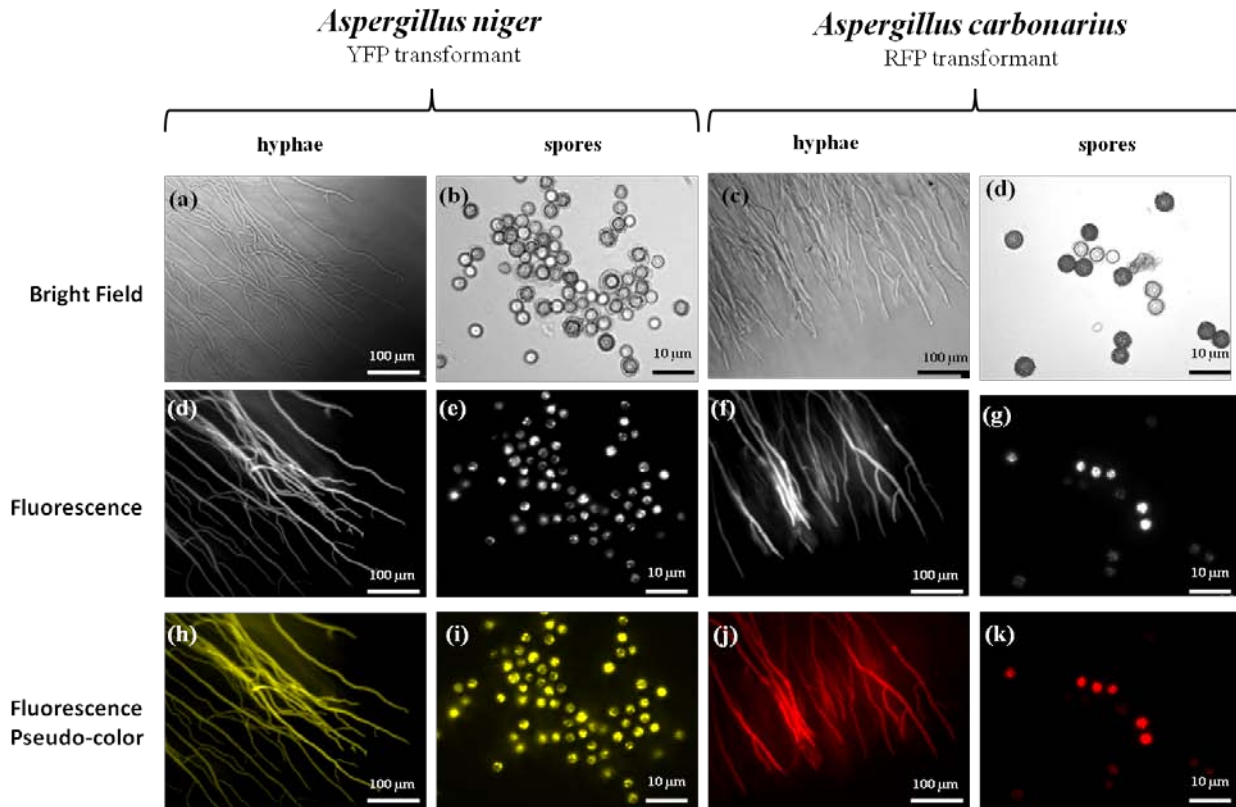 Aspergillus niger
YFP transformant
Aspergillus carbonarius
RFP transformant
hyphae
spores
hyphae
spores
Bright Field
(a)
100 µm
(b)
10 µm
(c)
100 µm
(d)
10 µm
Fluorescence
(d)
100 µm
(e)
10 µm
(f)
100 µm
(g)
10 µm
Fluorescence
Pseudo-color
(h)
100 µm
(i)
10 µm
(j)
100 µm
(k)
10 µm